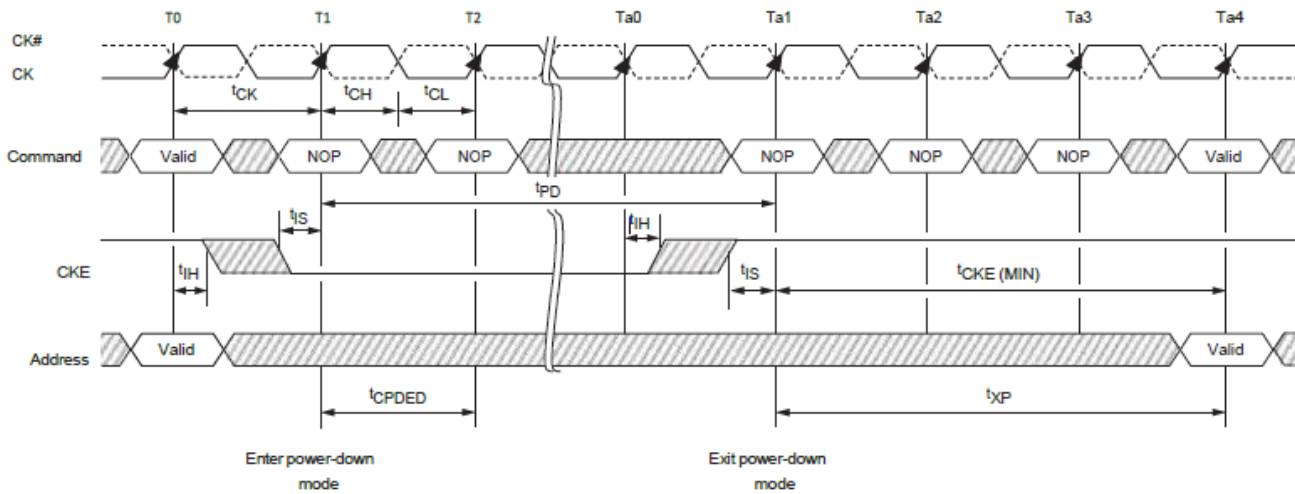 T0 T1 T2 Ta0 Ta1 Ta2 Ta3 Ta4
CK#
CK
tCK tCH tCL
Command Valid NOP NOP NOP NOP NOP Valid
tPD
tIS tIH
CKE
tIH tIS tCKE (MIN)
Address Valid Valid
tCPDED tXP
Enter power-down Exit power-down
mode mode